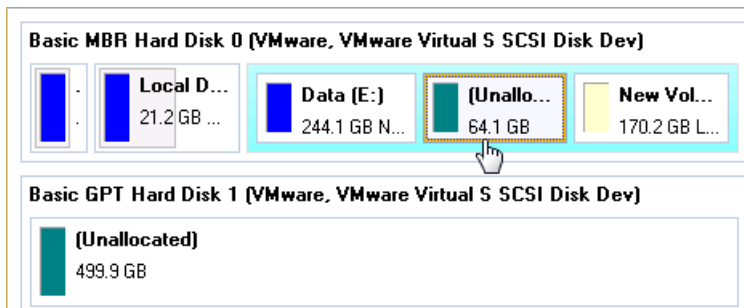 Basic MBR Hard Disk 0 (VMware, VMware Virtual S SCSI Disk Dev)
. Local D... Data (E:) (Unallo... New Vol...
. 21.2 GB ... 244.1 GB N... 64.1 GB 170.2 GB L...
Basic GPT Hard Disk 1 (VMware, VMware Virtual S SCSI Disk Dev)
(Unallocated)
499.9 GB